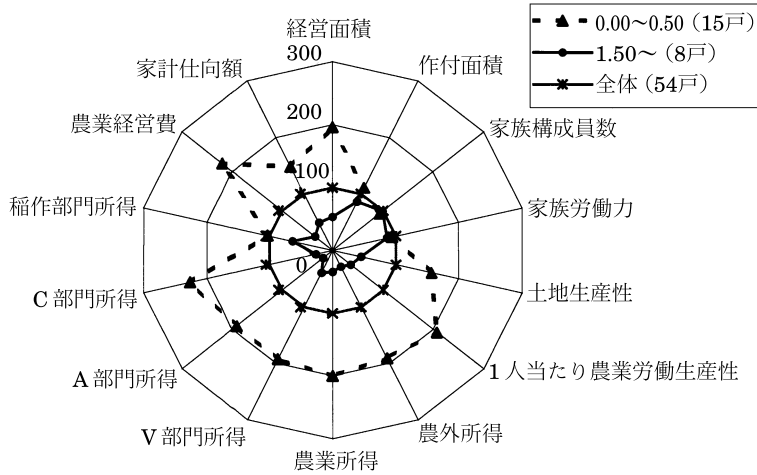 0.00〜0.50（15戸）
1.50〜（8戸）
全体（54戸）
経営面積
作付面積
家族構成員数
家族労働力
土地生産性
1人当たり農業労働生産性
農外所得
農業所得
V部門所得
A部門所得
C部門所得
稲作部門所得
農業経営費
家計仕向額
300
200
100
0